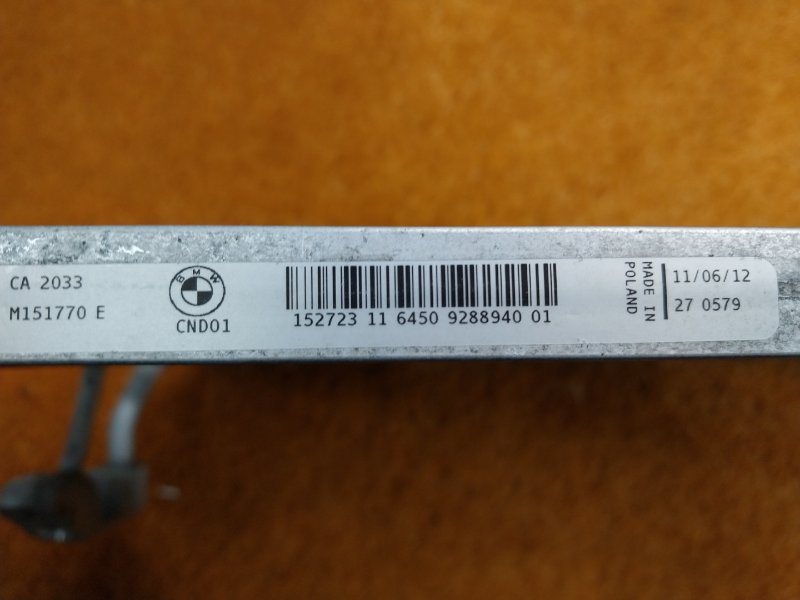 CA 2033
M151770 E
BMW
CND01
152723 11 6450 9288940 01
MADE IN
POLAND
11/06/12
27 0579